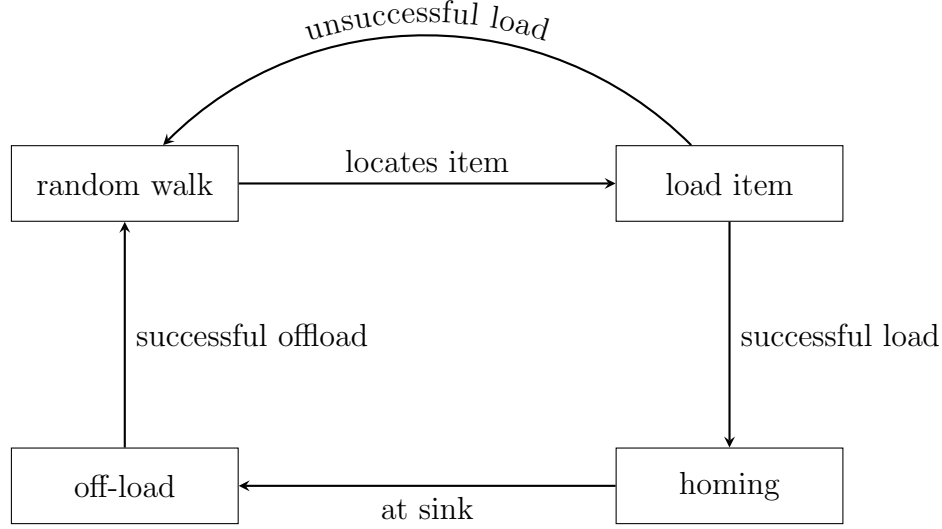 unsuccessful load
locates item
random walk
load item
successful offload
successful load
off-load
homing
at sink